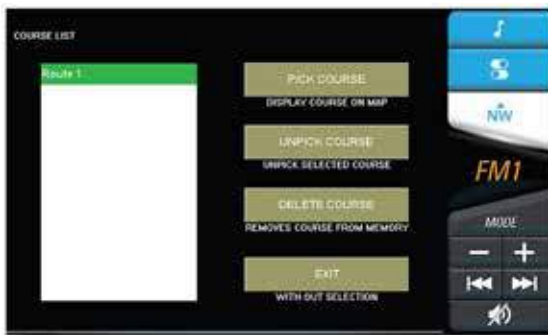 COURSE LIST
Route 1
PICK COURSE
DISPLAY COURSE ON MAP
UNPICK COURSE
UNPICK SELECTED COURSE
DELETE COURSE
REMOVES COURSE FROM MEMORY
EXIT
WITH OUT SELECTION
NW
FM1
MODE